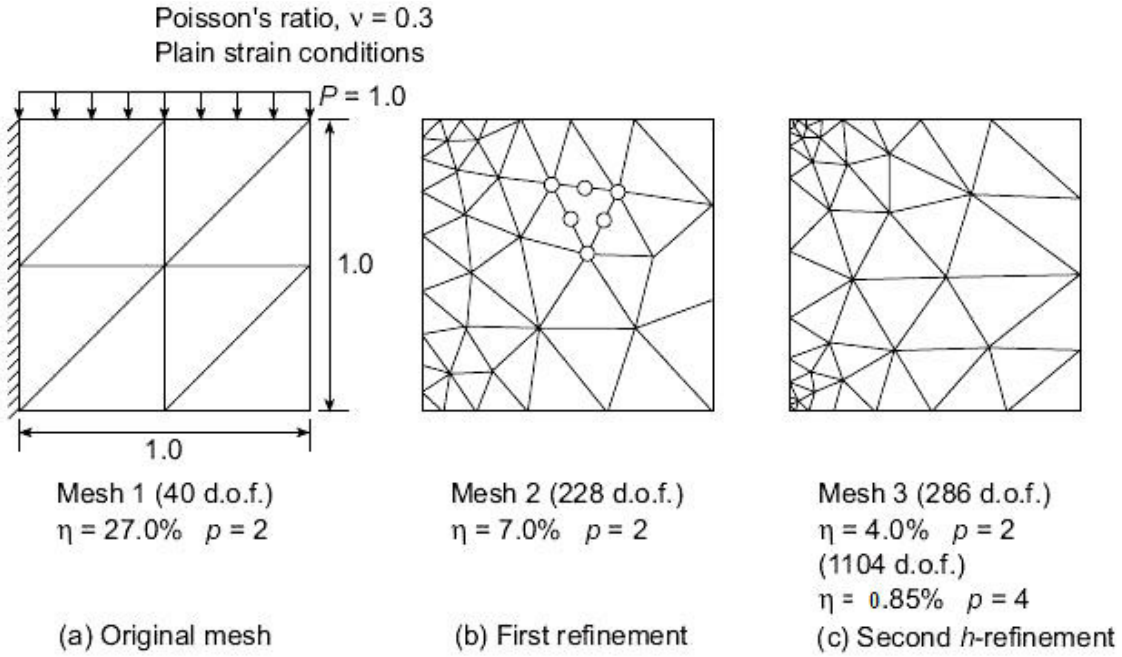 Poisson's ratio, ν = 0.3
Plain strain conditions
P = 1.0
1.0
1.0
Mesh 1 (40 d.o.f.)
η = 27.0% p = 2
(a) Original mesh
Mesh 2 (228 d.o.f.)
η = 7.0% p = 2
(b) First refinement
Mesh 3 (286 d.o.f.)
η = 4.0% p = 2
(1104 d.o.f.)
η = 0.85% p = 4
(c) Second h-refinement